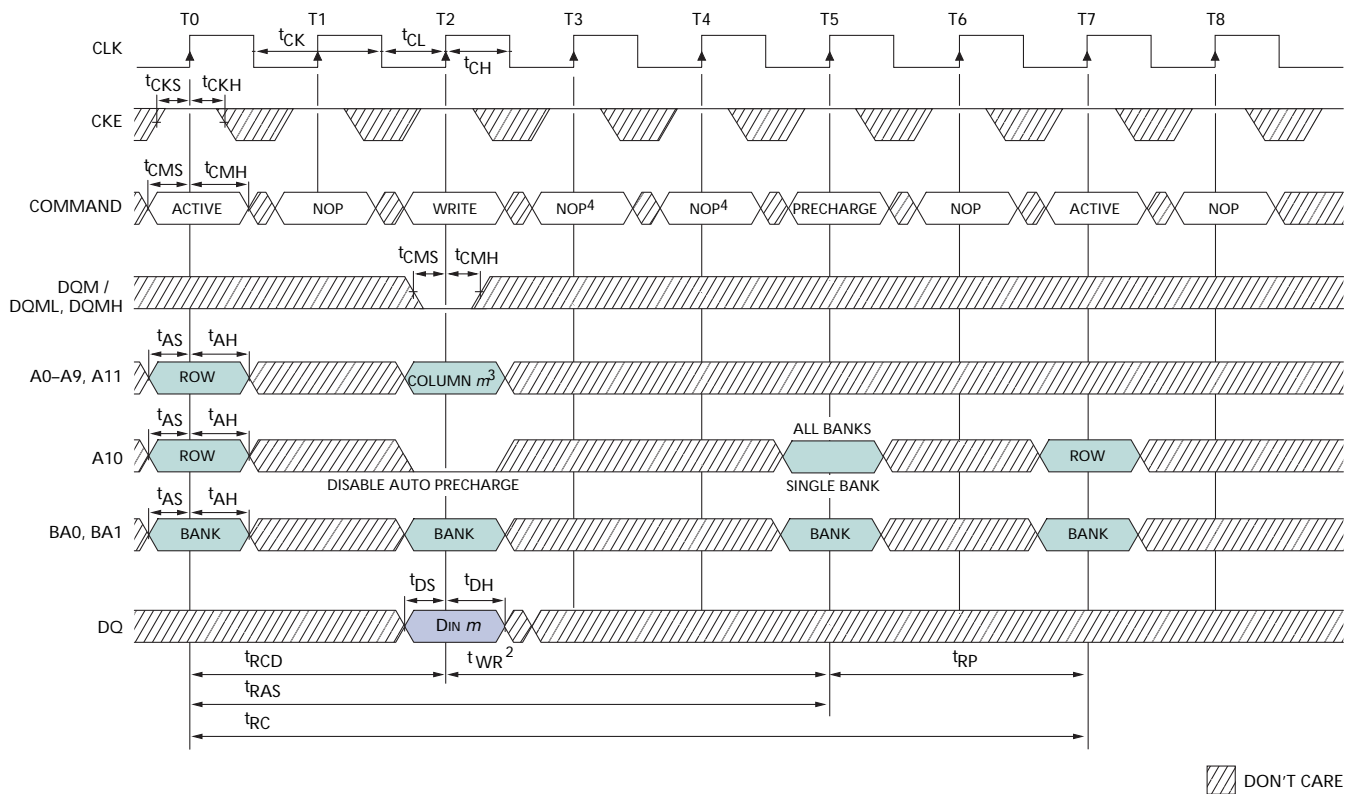 T0 T1 T2 T3 T4 T5 T6 T7 T8
CLK
tCK tCL
tCH
tCKS tCKH
CKE
tCMS tCMH
COMMAND ACTIVE NOP WRITE NOP4 NOP4 PRECHARGE NOP ACTIVE NOP
tCMS tCMH
DQM /
DQML, DQMH
tAS tAH
A0–A9, A11 ROW COLUMN m3
tAS tAH
ALL BANKS
A10 ROW ROW
DISABLE AUTO PRECHARGE SINGLE BANK
tAS tAH
BA0, BA1 BANK BANK BANK BANK
tDS tDH
DQ DIN m
tRCD tWR2 tRP
tRAS
tRC
DON'T CARE